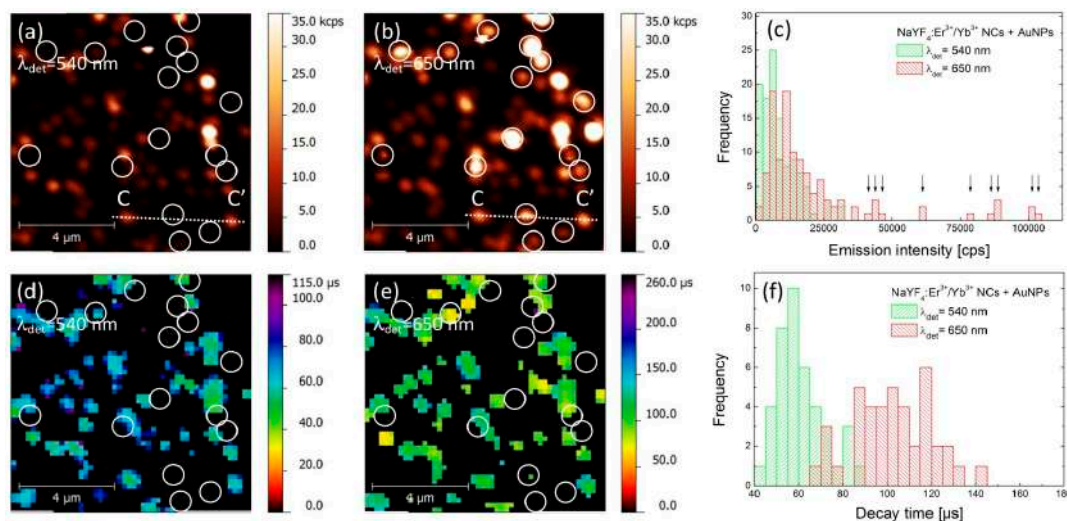 (a)
λdet=540 nm
C
C'
4 µm
35.0 kcps
30.0
25.0
20.0
15.0
10.0
5.0
0.0
(b)
λdet=650 nm
C
C'
4 µm
35.0 kcps
30.0
25.0
20.0
15.0
10.0
5.0
0.0
(c)
NaYF₄:Er³⁺/Yb³⁺ NCs + AuNPs
λdet = 540 nm
λdet = 650 nm
Frequency
30
25
20
15
10
5
0
0
25000
50000
75000
100000
Emission intensity [cps]
(d)
λdet=540 nm
4 µm
115.0 µs
100.0
80.0
60.0
40.0
20.0
0.0
(e)
λdet=650 nm
4 µm
260.0 µs
200.0
150.0
100.0
50.0
0.0
(f)
NaYF₄:Er³⁺/Yb³⁺ NCs + AuNPs
λdet= 540 nm
λdet= 650 nm
Frequency
10
8
6
4
2
0
40
60
80
100
120
140
160
180
Decay time [µs]